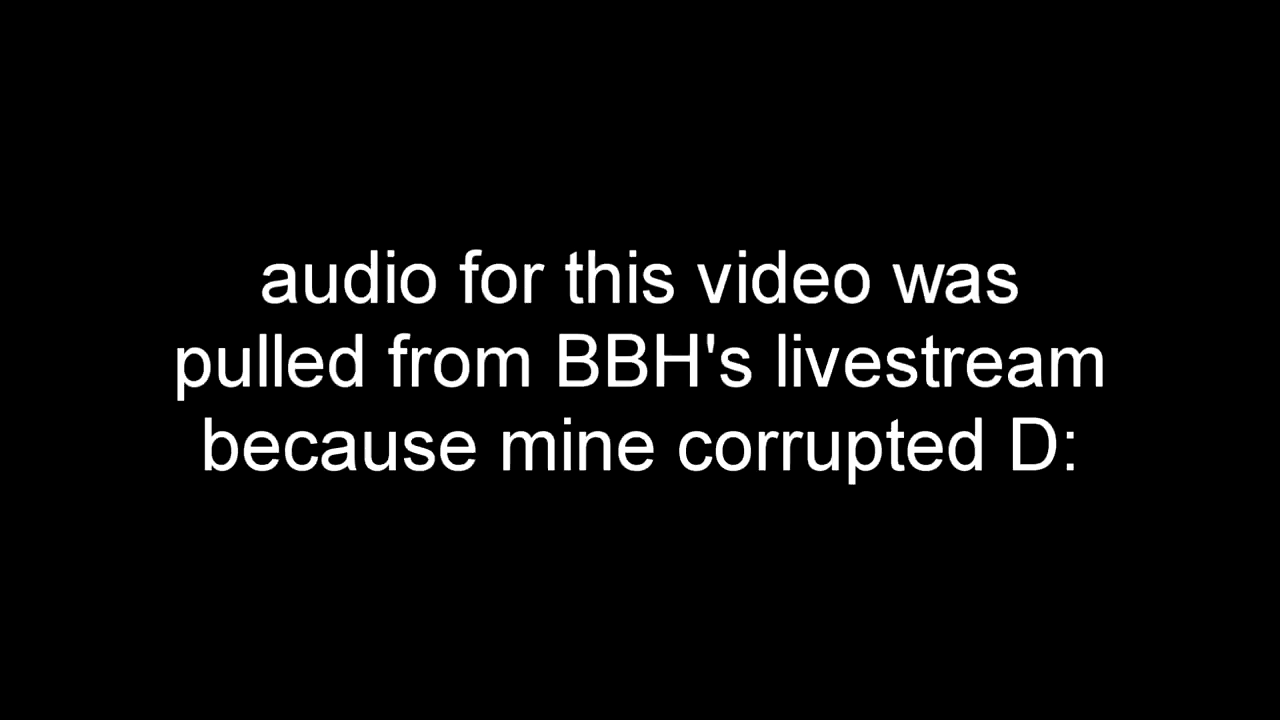 audio for this video was
pulled from BBH's livestream
because mine corrupted D: